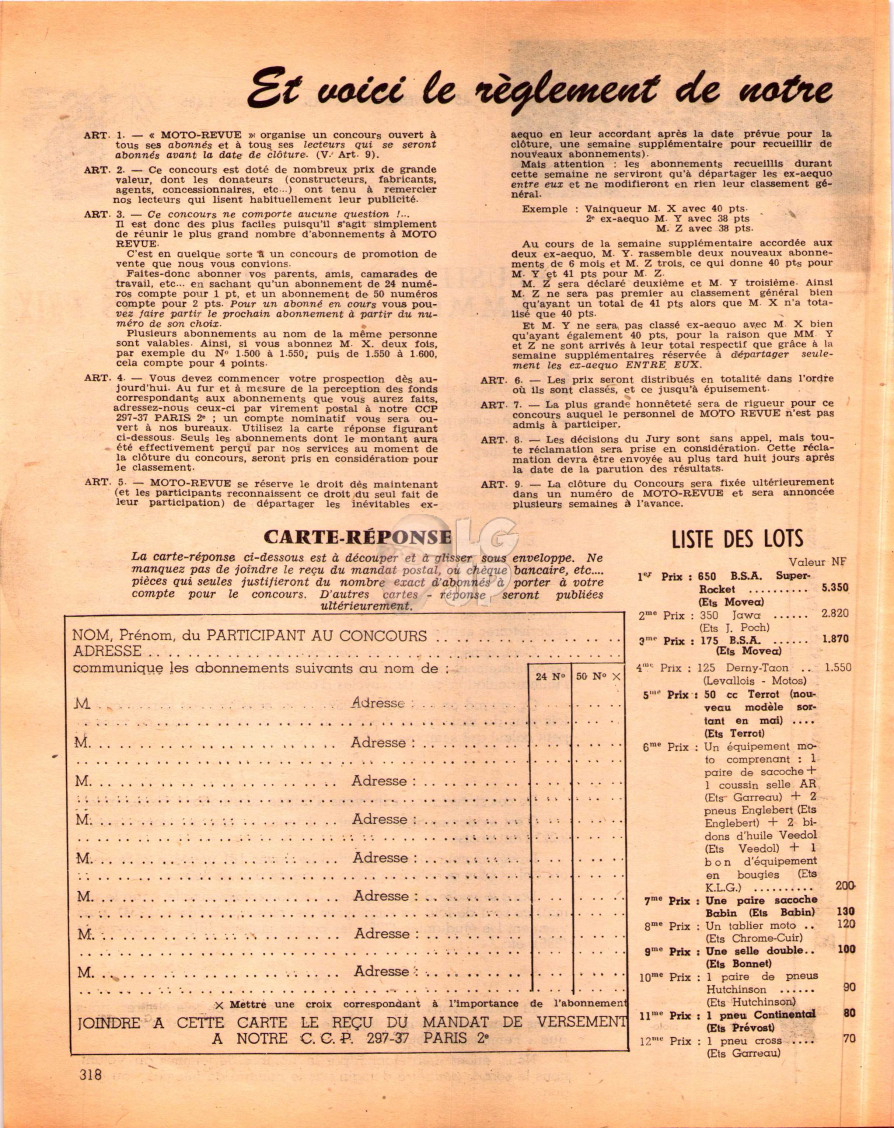 Et voici le règlement de notre
ART. 1. — « MOTO-REVUE » organise un concours ouvert à
tous ses abonnés et à tous ses lecteurs qui se seront
abonnés avant la date de clôture. (V. Art. 9).
ART. 2. — Ce concours est doté de nombreux prix de grande
valeur, dont les donateurs (constructeurs, fabricants,
agents, concessionnaires, etc...) ont tenu à remercier
nos lecteurs qui lisent habituellement leur publicité.
ART. 3. — Ce concours ne comporte aucune question !...
Il est donc des plus faciles puisqu'il s'agit simplement
de réunir le plus grand nombre d'abonnements à MOTO
REVUE.
C'est en quelque sorte à un concours de promotion de
vente que nous vous convions.
Faites-donc abonner vos parents, amis, camarades de
travail, etc... en sachant qu'un abonnement de 24 numé-
ros compte pour 1 pt, et un abonnement de 50 numéros
compte pour 2 pts. Pour un abonné en cours vous pou-
vez faire partir le prochain abonnement à partir du nu-
méro de son choix.
Plusieurs abonnements au nom de la même personne
sont valables. Ainsi, si vous abonnez M. X. deux fois,
par exemple du N° 1.500 à 1.550, puis de 1.550 à 1.600,
cela compte pour 4 points.
ART. 4. — Vous devez commencer votre prospection dès au-
jourd'hui. Au fur et à mesure de la perception des fonds
correspondants aux abonnements que vous aurez faits,
adressez-nous ceux-ci par virement postal à notre CCP
297-37 PARIS 2e ; un compte nominatif vous sera ou-
vert à nos bureaux. Utilisez la carte réponse figurant
ci-dessous. Seuls les abonnements dont le montant aura
été effectivement perçu par nos services au moment de
la clôture du concours, seront pris en considération pour
le classement.
ART. 5. — MOTO-REVUE se réserve le droit dès maintenant
(et les participants reconnaissent ce droit du seul fait de
leur participation) de départager les inévitables ex-
aequo en leur accordant après la date prévue pour la
clôture, une semaine supplémentaire pour recueillir de
nouveaux abonnements).
Mais attention : les abonnements recueillis durant
cette semaine ne serviront qu'à départager les ex-aequo
entre eux et ne modifieront en rien leur classement gé-
néral.
Exemple : Vainqueur M. X avec 40 pts.
2e ex-aequo M. Y avec 38 pts
M. Z avec 38 pts.
Au cours de la semaine supplémentaire accordée aux
deux ex-aequo, M. Y. rassemble deux nouveaux abonne-
ments de 6 mois et M. Z trois, ce qui donne 40 pts pour
M. Y et 41 pts pour M. Z.
M. Z sera déclaré deuxième et M. Y troisième. Ainsi
M. Z ne sera pas premier au classement général bien
qu'ayant un total de 41 pts alors que M. X n'a tota-
lisé que 40 pts.
Et M. Y ne sera pas classé ex-aequo avec M. X bien
qu'ayant également 40 pts, pour la raison que MM. Y
et Z ne sont arrivés à leur total respectif que grâce à la
semaine supplémentaires réservée à départager seule-
ment les ex-aequo ENTRE EUX.
ART. 6. — Les prix seront distribués en totalité dans l'ordre
où ils sont classés, et ce jusqu'à épuisement.
ART. 7. — La plus grande honnêteté sera de rigueur pour ce
concours auquel le personnel de MOTO REVUE n'est pas
admis à participer.
ART. 8. — Les décisions du Jury sont sans appel, mais tou-
te réclamation sera prise en considération. Cette récla-
mation devra être envoyée au plus tard huit jours après
la date de la parution des résultats.
ART. 9. — La clôture du Concours sera fixée ultérieurement
dans un numéro de MOTO-REVUE et sera annoncée
plusieurs semaines à l'avance.
CARTE-RÉPONSE
La carte-réponse ci-dessous est à découper et à glisser sous enveloppe. Ne
manquez pas de joindre le reçu du mandat postal, ou chèque bancaire, etc....
pièces qui seules justifieront du nombre exact d'abonnés à porter à votre
compte pour le concours. D'autres cartes - réponse seront publiées
ultérieurement.
NOM, Prénom, du PARTICIPANT AU CONCOURS
ADRESSE
communique les abonnements suivants au nom de :
24 N° 50 N° X
M. Adresse :
M. Adresse :
M. Adresse :
M. Adresse :
M. Adresse :
M. Adresse :
M. Adresse :
M. Adresse :
X Mettre une croix correspondant à l'importance de l'abonnement
JOINDRE A CETTE CARTE LE REÇU DU MANDAT DE VERSEMENT
A NOTRE C.C.P. 297-37 PARIS 2e
318
LISTE DES LOTS
Valeur NF
1er Prix : 650 B.S.A. Super-
Rocket .......... 5.350
(Ets Movea)
2me Prix : 350 Jawa ...... 2.820
(Ets J. Poch)
3me Prix : 175 B.S.A. ...... 1.870
(Ets Movea)
4me Prix : 125 Derny-Taon .. 1.550
(Levallois - Motos)
5me Prix : 50 cc Terrot (nou-
veau modèle sor-
tant en mai) ....
(Ets Terrot)
6me Prix : Un équipement mo-
to comprenant : 1
paire de sacoche +
1 coussin selle AR
(Ets Garreau) + 2
pneus Englebert (Ets
Englebert) + 2 bi-
dons d'huile Veedol
(Ets Veedol) + 1
bon d'équipement
en bougies (Ets
K.L.G.) .......... 200
7me Prix : Une paire sacoche
Babin (Ets Babin) 130
8me Prix : Un tablier moto .. 120
(Ets Chrome-Cuir)
9me Prix : Une selle double.. 100
(Ets Bonnet)
10me Prix : 1 paire de pneus
Hutchinson ...... 90
(Ets Hutchinson)
11me Prix : 1 pneu Continental 80
(Ets Prévost)
12me Prix : 1 pneu cross .... 70
(Ets Garreau)